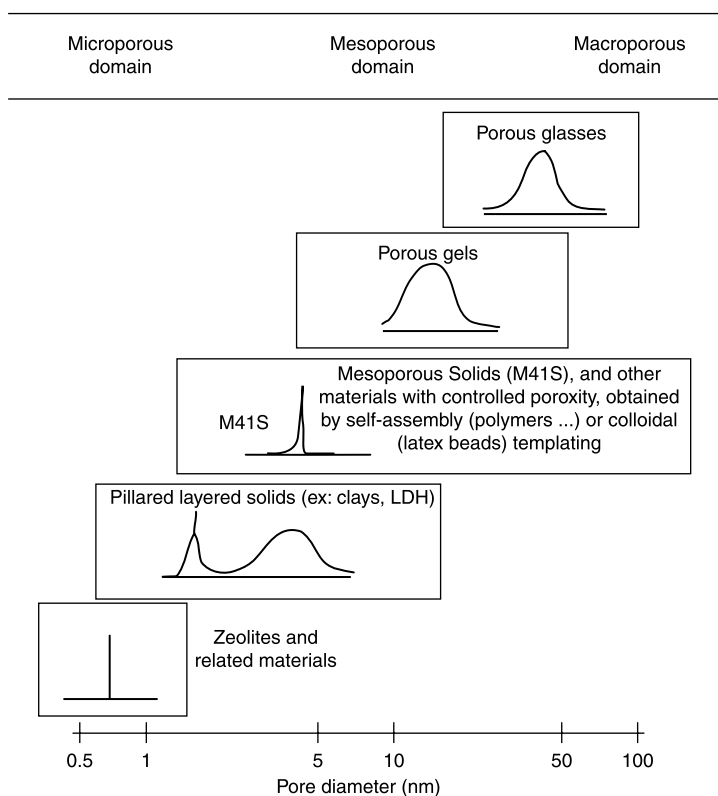 Microporous
domain
Mesoporous
domain
Macroporous
domain
Porous glasses
Porous gels
Mesoporous Solids (M41S), and other
materials with controlled poroxity, obtained
by self-assembly (polymers ...) or colloidal
(latex beads) templating
M41S
Pillared layered solids (ex: clays, LDH)
Zeolites and
related materials
0.5 1 5 10 50 100
Pore diameter (nm)